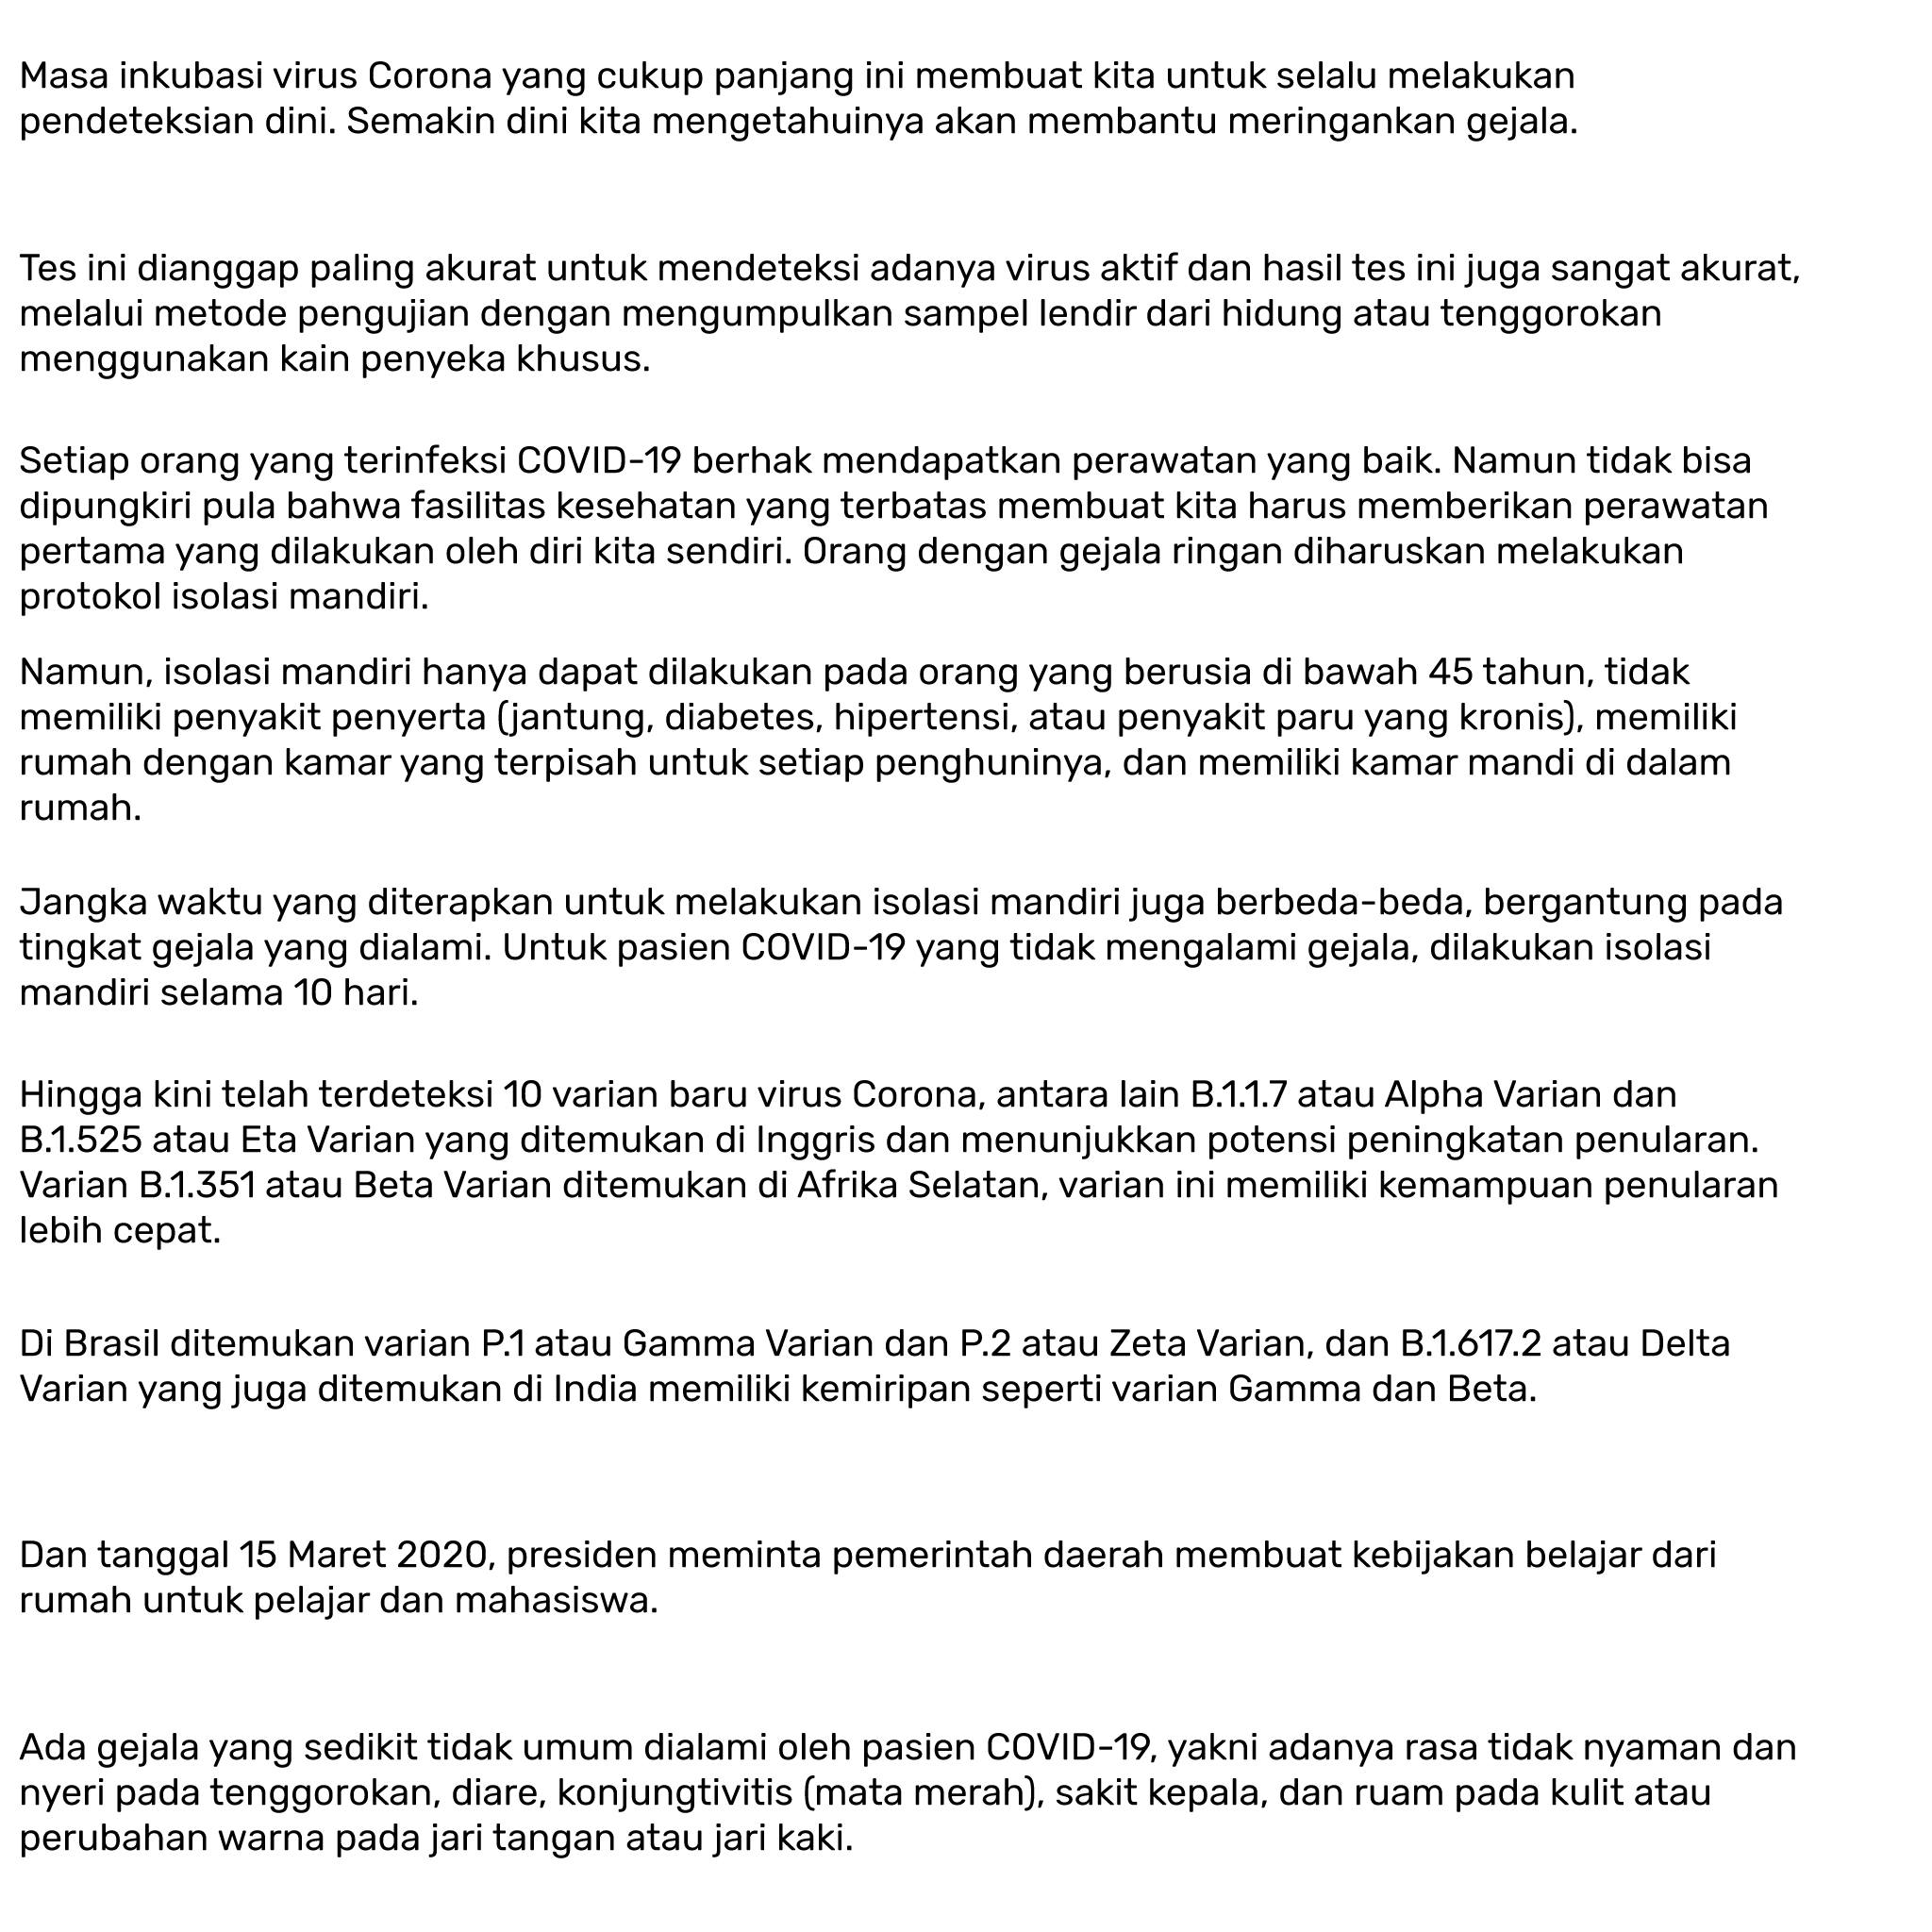 Masa inkubasi virus Corona yang cukup panjang ini membuat kita untuk selalu melakukan
pendeteksian dini. Semakin dini kita mengetahuinya akan membantu meringankan gejala.
Tes ini dianggap paling akurat untuk mendeteksi adanya virus aktif dan hasil tes ini juga sangat akurat,
melalui metode pengujian dengan mengumpulkan sampel lendir dari hidung atau tenggorokan
menggunakan kain penyeka khusus.
Setiap orang yang terinfeksi COVID-19 berhak mendapatkan perawatan yang baik. Namun tidak bisa
dipungkiri pula bahwa fasilitas kesehatan yang terbatas membuat kita harus memberikan perawatan
pertama yang dilakukan oleh diri kita sendiri. Orang dengan gejala ringan diharuskan melakukan
protokol isolasi mandiri.
Namun, isolasi mandiri hanya dapat dilakukan pada orang yang berusia di bawah 45 tahun, tidak
memiliki penyakit penyerta (jantung, diabetes, hipertensi, atau penyakit paru yang kronis), memiliki
rumah dengan kamar yang terpisah untuk setiap penghuninya, dan memiliki kamar mandi di dalam
rumah.
Jangka waktu yang diterapkan untuk melakukan isolasi mandiri juga berbeda-beda, bergantung pada
tingkat gejala yang dialami. Untuk pasien COVID-19 yang tidak mengalami gejala, dilakukan isolasi
mandiri selama 10 hari.
Hingga kini telah terdeteksi 10 varian baru virus Corona, antara lain B.1.1.7 atau Alpha Varian dan
B.1.525 atau Eta Varian yang ditemukan di Inggris dan menunjukkan potensi peningkatan penularan.
Varian B.1.351 atau Beta Varian ditemukan di Afrika Selatan, varian ini memiliki kemampuan penularan
lebih cepat.
Di Brasil ditemukan varian P.1 atau Gamma Varian dan P.2 atau Zeta Varian, dan B.1.617.2 atau Delta
Varian yang juga ditemukan di India memiliki kemiripan seperti varian Gamma dan Beta.
Dan tanggal 15 Maret 2020, presiden meminta pemerintah daerah membuat kebijakan belajar dari
rumah untuk pelajar dan mahasiswa.
Ada gejala yang sedikit tidak umum dialami oleh pasien COVID-19, yakni adanya rasa tidak nyaman dan
nyeri pada tenggorokan, diare, konjungtivitis (mata merah), sakit kepala, dan ruam pada kulit atau
perubahan warna pada jari tangan atau jari kaki.